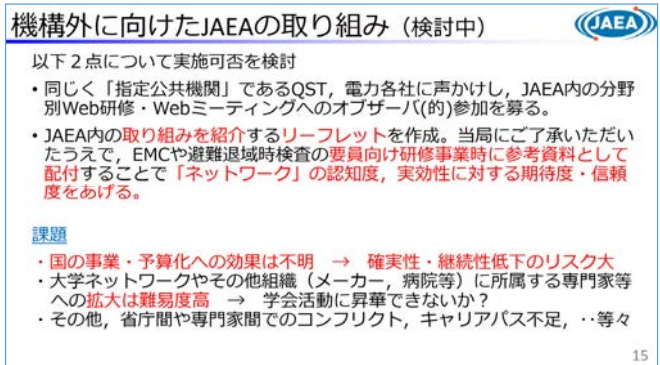 機構外に向けたJAEAの取り組み（検討中）
JAEA
以下２点について実施可否を検討
• 同じく「指定公共機関」であるQST，電力各社に声かけし，JAEA内の分野
別Web研修・Webミーティングへのオブザーバ(的)参加を募る。
• JAEA内の取り組みを紹介するリーフレットを作成。当局にご了承いただい
たうえで，EMCや避難退域時検査の要員向け研修事業時に参考資料として
配付することで「ネットワーク」の認知度，実効性に対する期待度・信頼
度をあげる。
課題
・国の事業・予算化への効果は不明　→　確実性・継続性低下のリスク大
・大学ネットワークやその他組織（メーカー，病院等）に所属する専門家等
への拡大は難易度高　→　学会活動に昇華できないか？
・その他，省庁間や専門家間でのコンフリクト，キャリアパス不足，‥等々
15